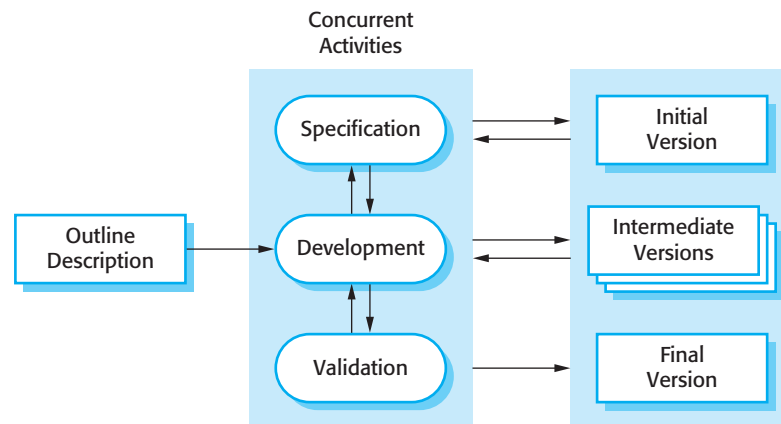 Concurrent
Activities
Specification
Initial
Version
Outline
Description
Development
Intermediate
Versions
Validation
Final
Version